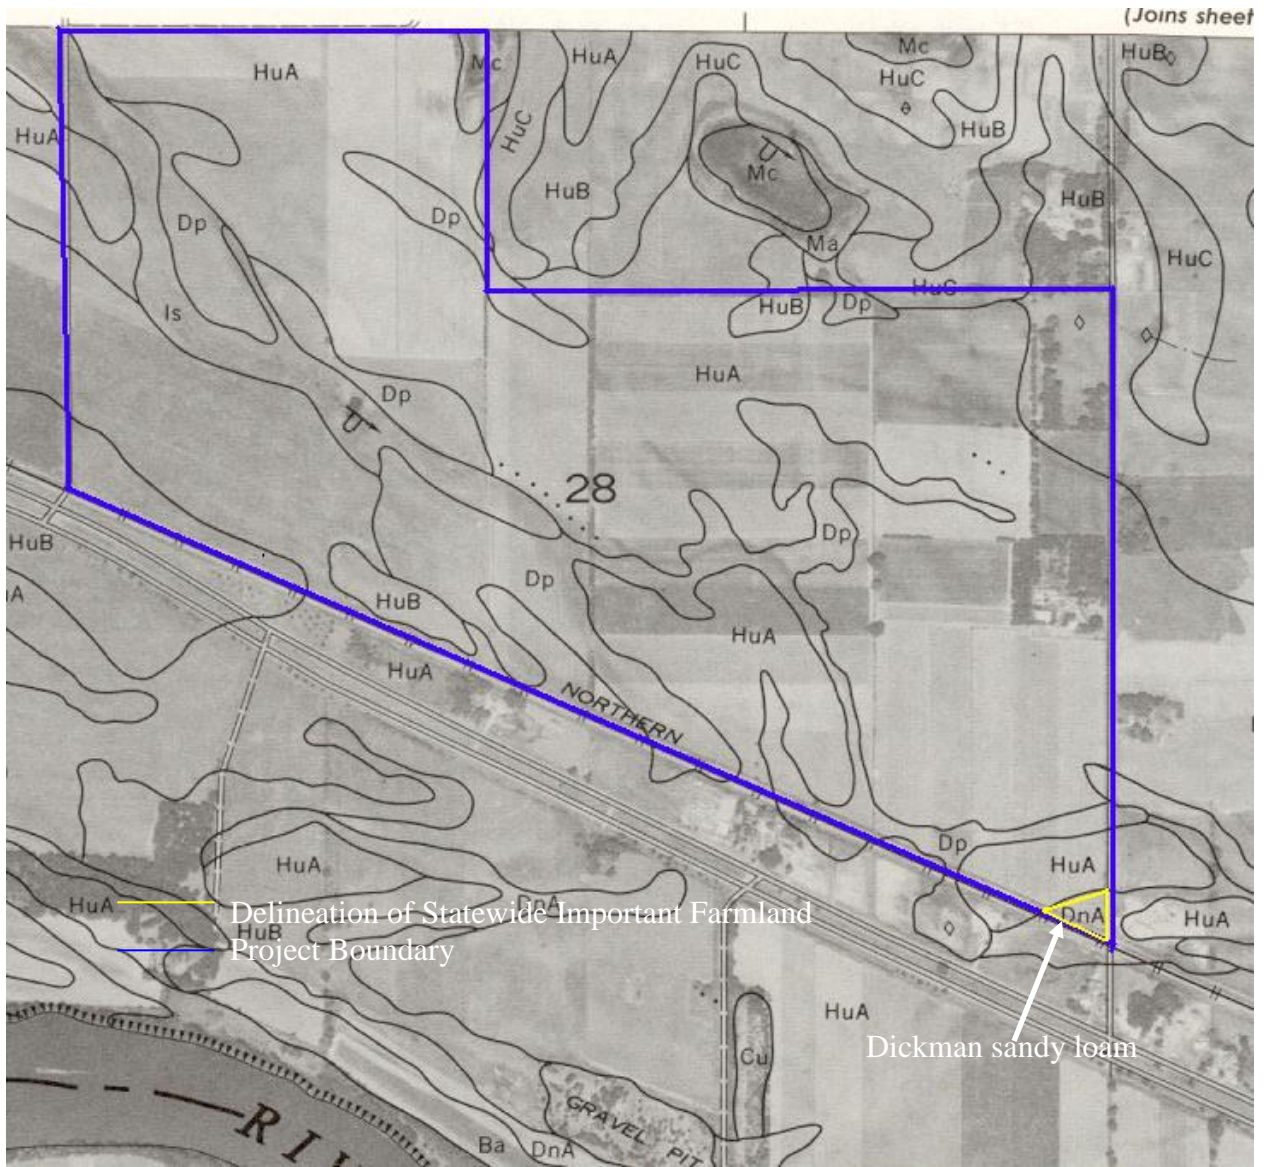 (Joins sheet
Mc
HuB
HuA
HuC
HuA
Mc
HuC
HuA
HuC
HuB
Mc
HuB
HuB
Dp
Dp
Ma
HuC
HuC
Is
HuB
Dp
HuA
Dp
28
Dp
HuB
Dp
HuB
HuA
HuA
NORTHERN
Dp
HuA
HuA
HuA
DnA
HuA
DnA
HuA
HuB
Delineation of Statewide Important Farmland
Project Boundary
HuA
Dickman sandy loam
Cu
GRAVEL PIT
Ba
DnA